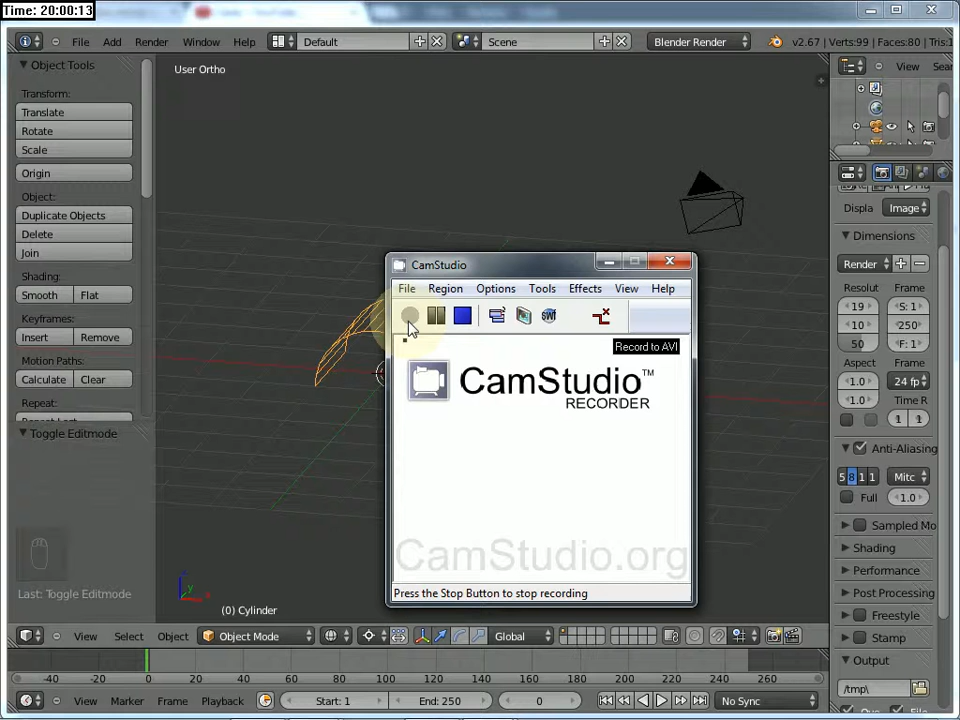 Time: 20:00:13
File Add Render Window Help Default Scene Blender Render v2.67 | Verts:99 | Faces:80 | Tris:1
Object Tools
User Ortho
View Sear
Transform:
Translate
Rotate
Scale
Origin
Object:
Duplicate Objects
Delete
Join
Shading:
Smooth Flat
Keyframes:
Insert Remove
Motion Paths:
Calculate Clear
Repeat:
Toggle Editmode
Last: Toggle Editmode
CamStudio
File Region Options Tools Effects View Help
Record to AVI
CamStudio™
RECORDER
CamStudio.org
Press the Stop Button to stop recording
(0) Cylinder
Displa Image
Dimensions
Render
Resolut Frame
19 S: 1
10 250
50 F: 1
Aspect Frame
1.0 24 fp
1.0 Time R
1 1
Anti-Aliasing
5 8 1 1 Mitc
Full 1.0
Sampled Mo
Shading
Performance
Post Processing
Freestyle
Stamp
Output
/tmp\
View Select Object Object Mode Global
-40 -20 0 20 40 60 80 100 120 140 160 180 200 220 240 260
View Marker Frame Playback Start: 1 End: 250 0 No Sync